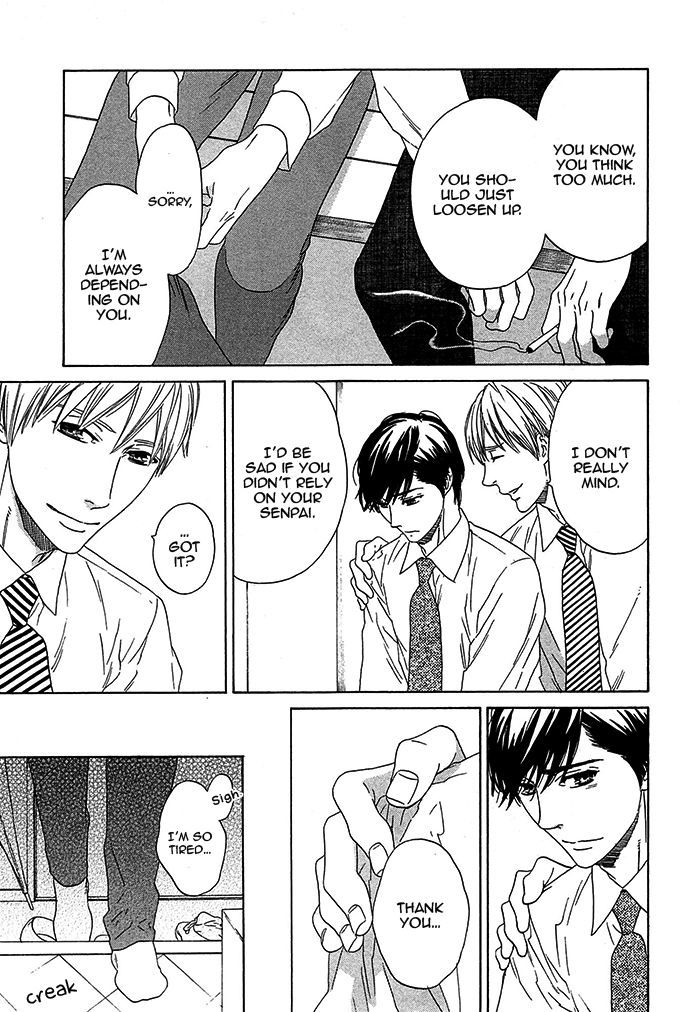 YOU KNOW,
YOU THINK
TOO MUCH.
YOU SHO-
ULD JUST
LOOSEN UP.
...
SORRY,
I'M
ALWAYS
DEPEND-
ING ON
YOU.
I DON'T
REALLY
MIND.
I'D BE
SAD IF YOU
DIDN'T RELY
ON YOUR
SENPAI.
...
GOT
IT?
THANK
YOU...
sigh
I'M SO
TIRED...
creak